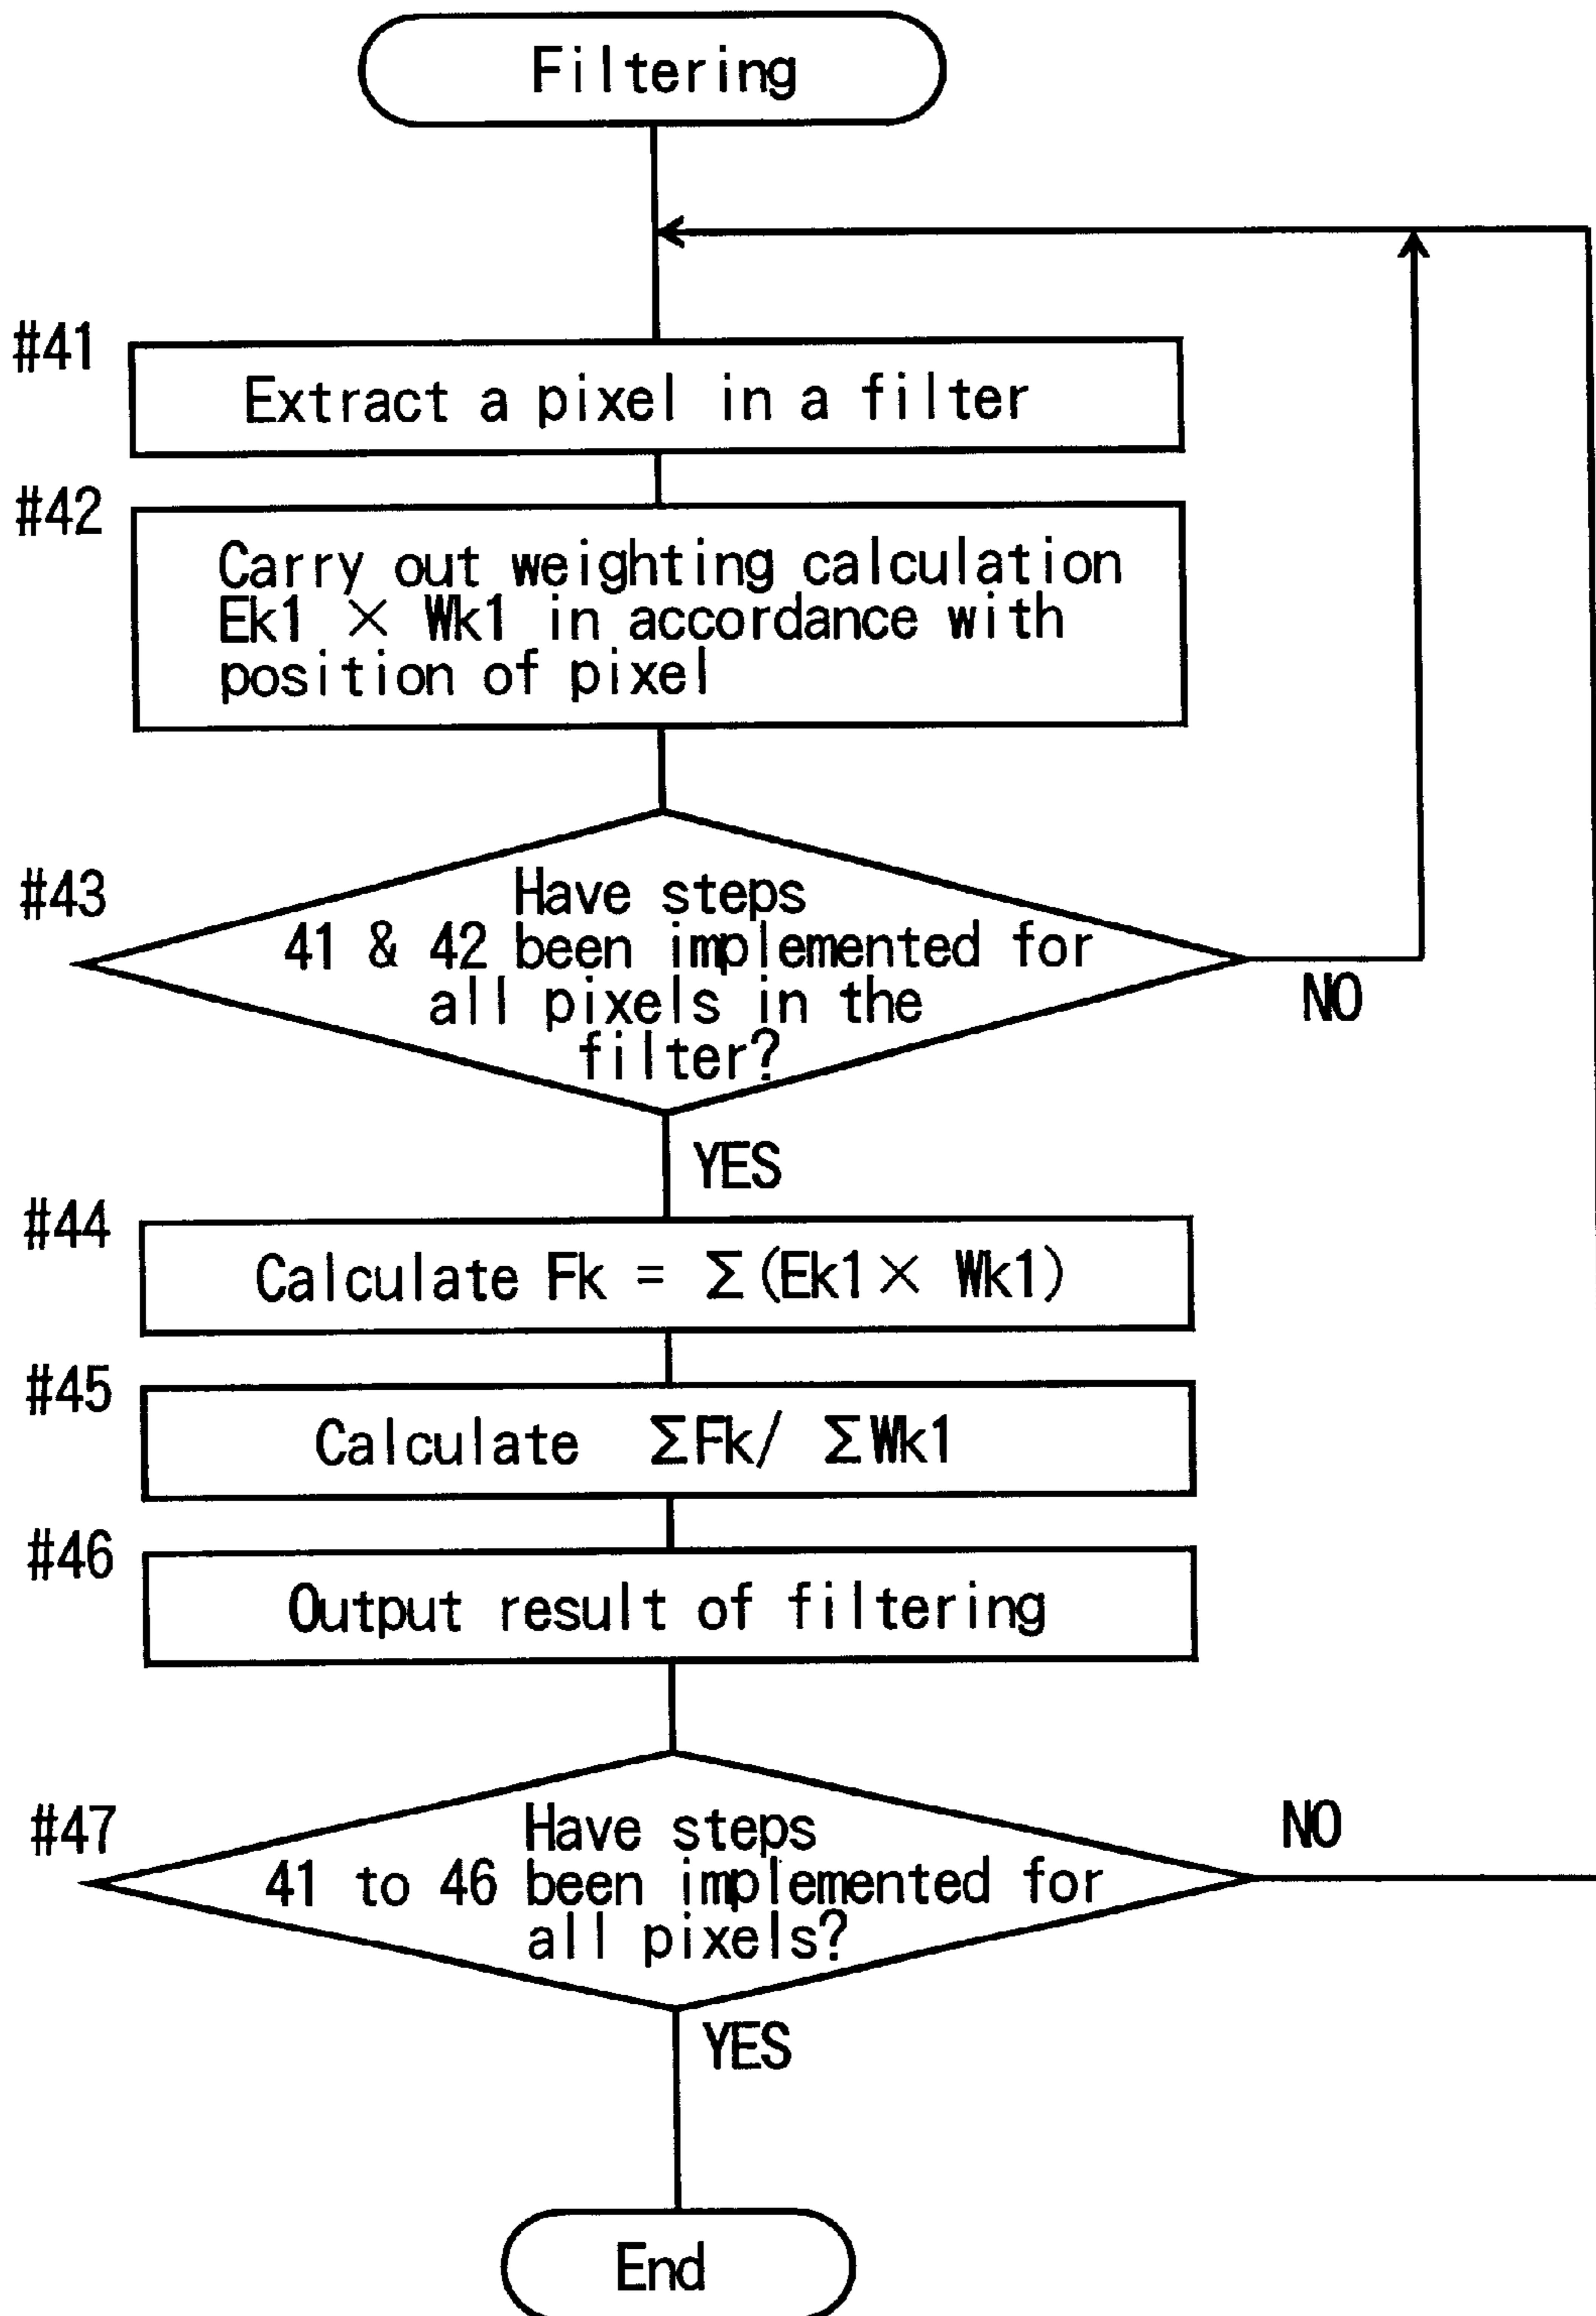 Filtering
#41
Extract a pixel in a filter
#42
Carry out weighting calculation
Ek1 × Wk1 in accordance with
position of pixel
#43
Have steps
41 & 42 been implemented for
all pixels in the
filter?
NO
YES
#44
Calculate Fk = Σ(Ek1× Wk1)
#45
Calculate ΣFk/ ΣWk1
#46
Output result of filtering
#47
Have steps
41 to 46 been implemented for
all pixels?
NO
YES
End